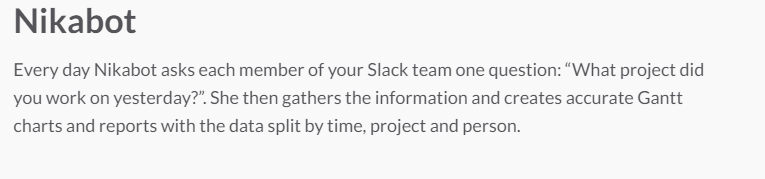 Nikabot
Every day Nikabot asks each member of your Slack team one question: “What project did
you work on yesterday?”. She then gathers the information and creates accurate Gantt
charts and reports with the data split by time, project and person.